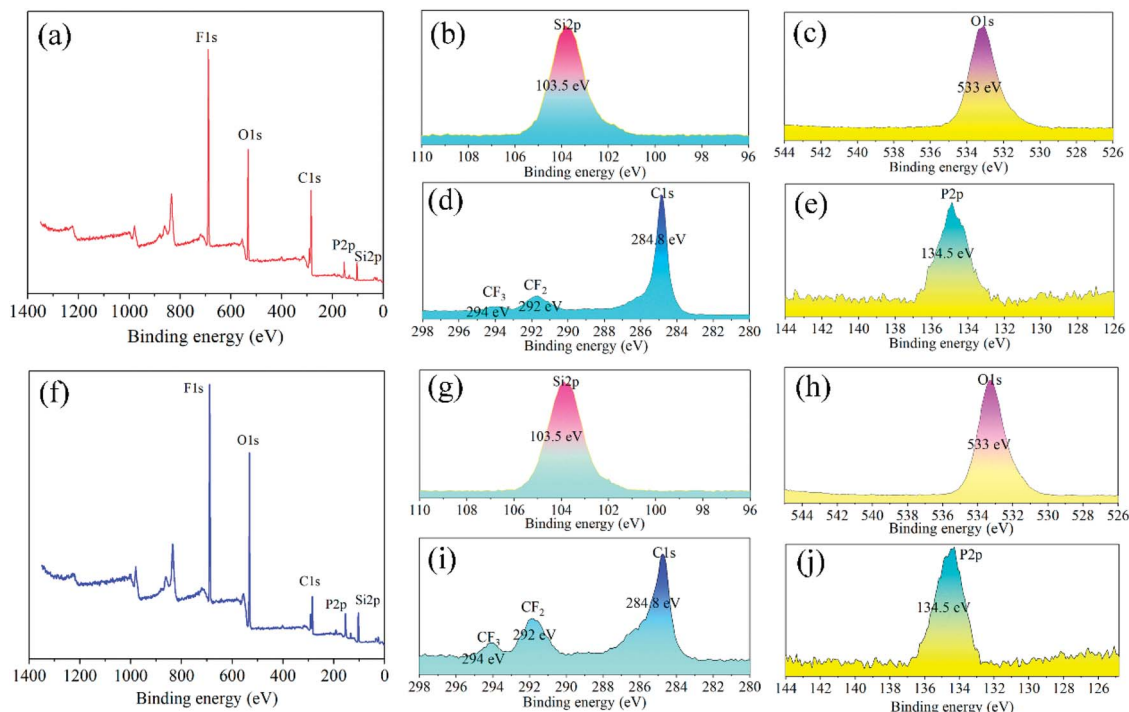 (a)
F1s
O1s
C1s
P2p
Si2p
1400 1200 1000 800 600 400 200 0
Binding energy (eV)
(b)
Si2p
103.5 eV
110 108 106 104 102 100 98 96
Binding energy (eV)
(c)
O1s
533 eV
544 542 540 538 536 534 532 530 528 526
Binding energy (eV)
(d)
C1s
284.8 eV
CF3
CF2
294 eV
292 eV
298 296 294 292 290 288 286 284 282 280
Binding energy (eV)
(e)
P2p
134.5 eV
144 142 140 138 136 134 132 130 128 126
Binding energy (eV)
(f)
F1s
O1s
C1s
P2p
Si2p
1400 1200 1000 800 600 400 200 0
Binding energy (eV)
(g)
Si2p
103.5 eV
110 108 106 104 102 100 98 96
Binding energy (eV)
(h)
O1s
533 eV
544 542 540 538 536 534 532 530 528 526
Binding energy (eV)
(i)
C1s
284.8 eV
CF2
292 eV
CF3
294 eV
298 296 294 292 290 288 286 284 282 280
Binding energy (eV)
(j)
P2p
134.5 eV
144 142 140 138 136 134 132 130 128 126
Binding energy (eV)